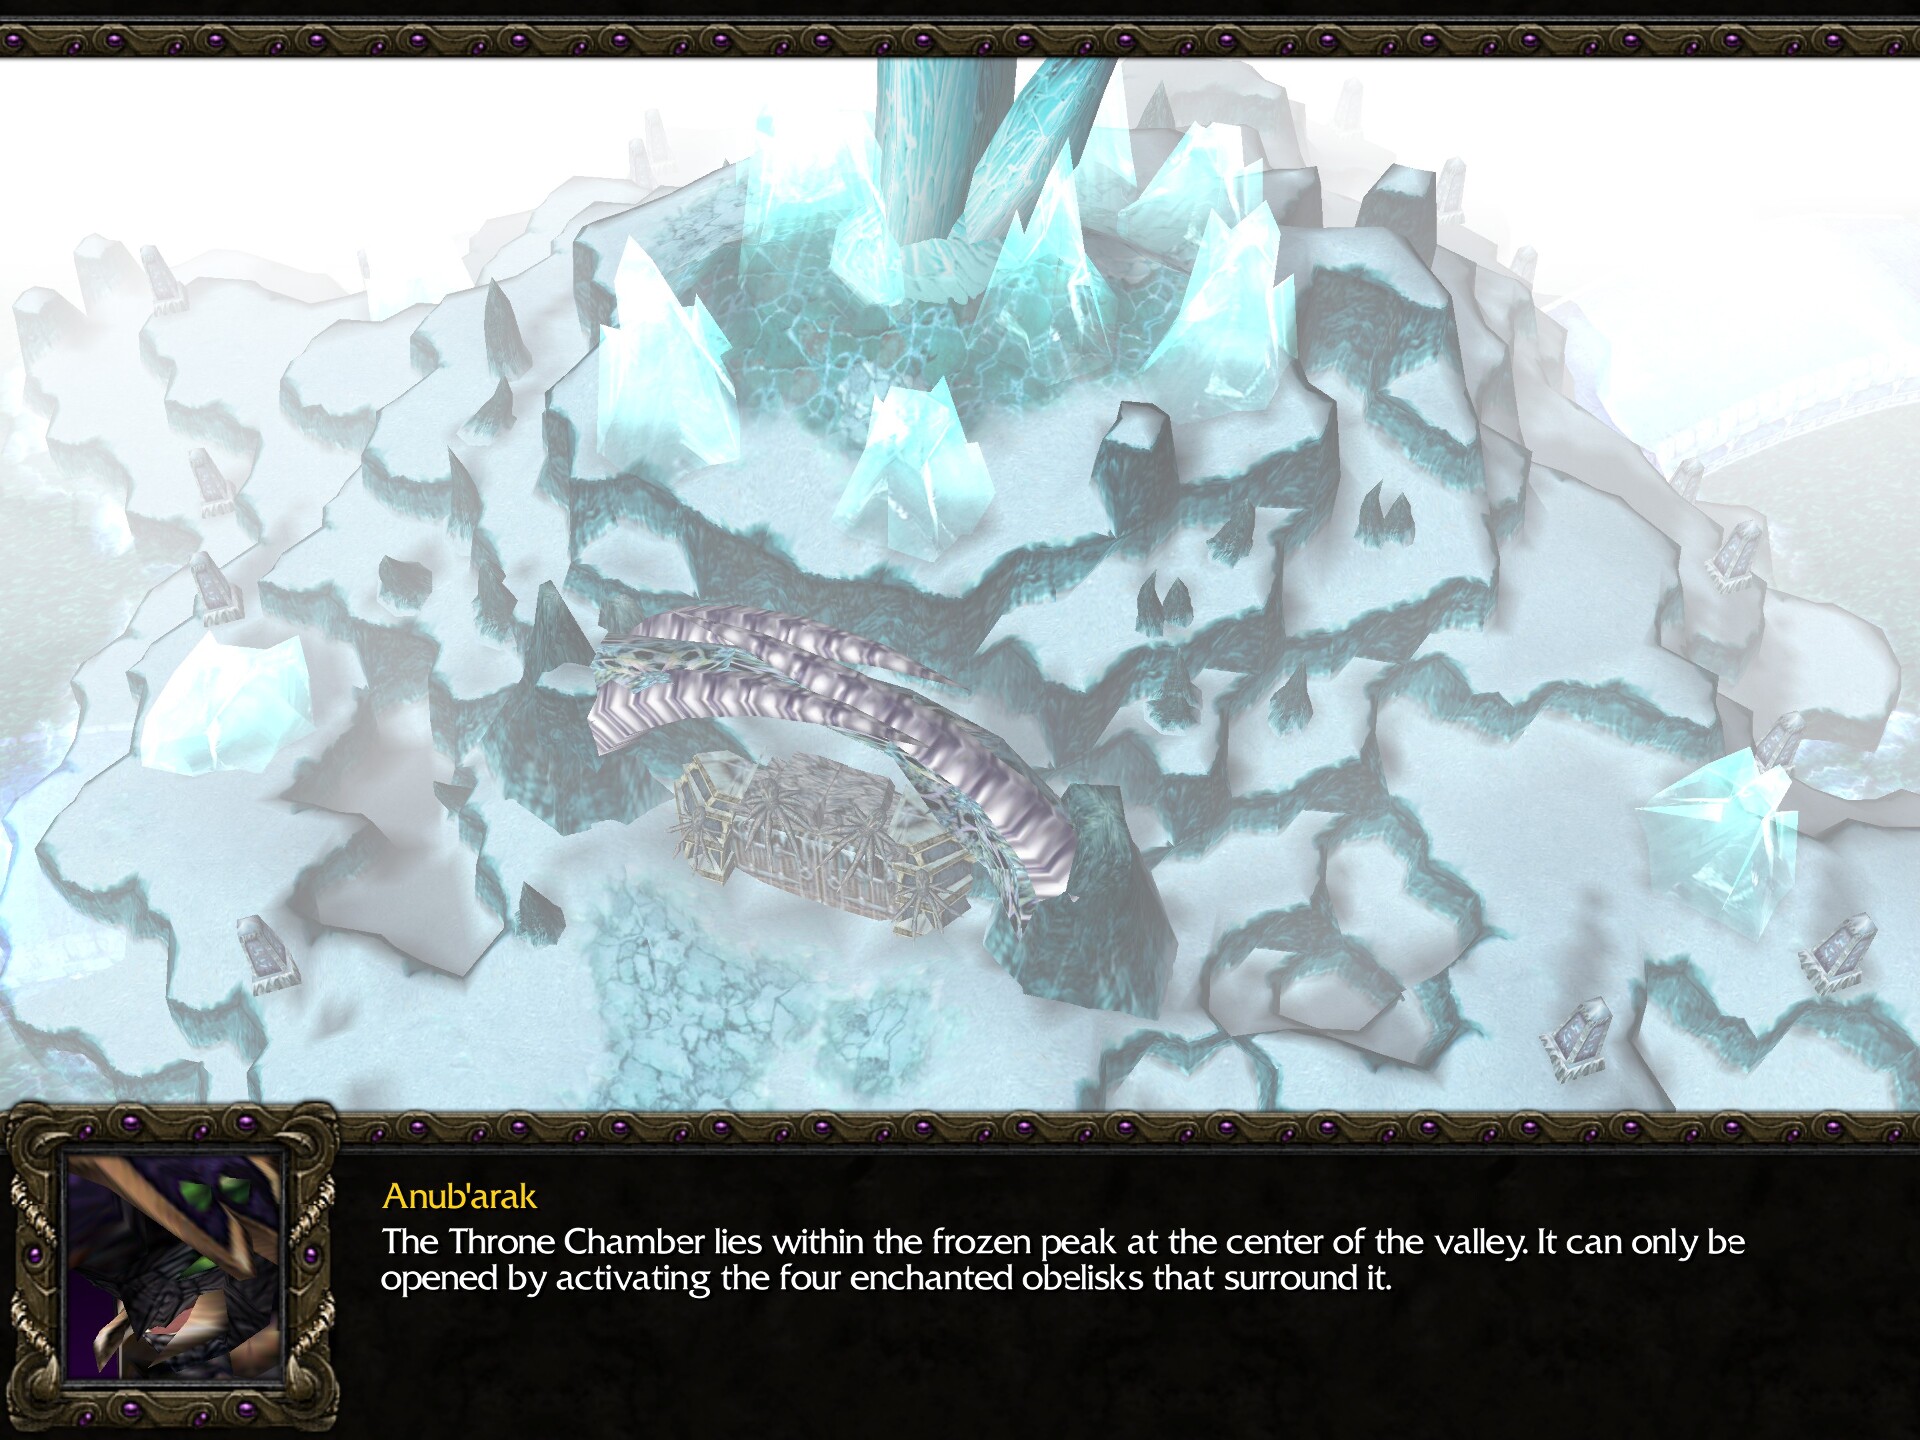 Anub'arak
The Throne Chamber lies within the frozen peak at the center of the valley. It can only be
opened by activating the four enchanted obelisks that surround it.